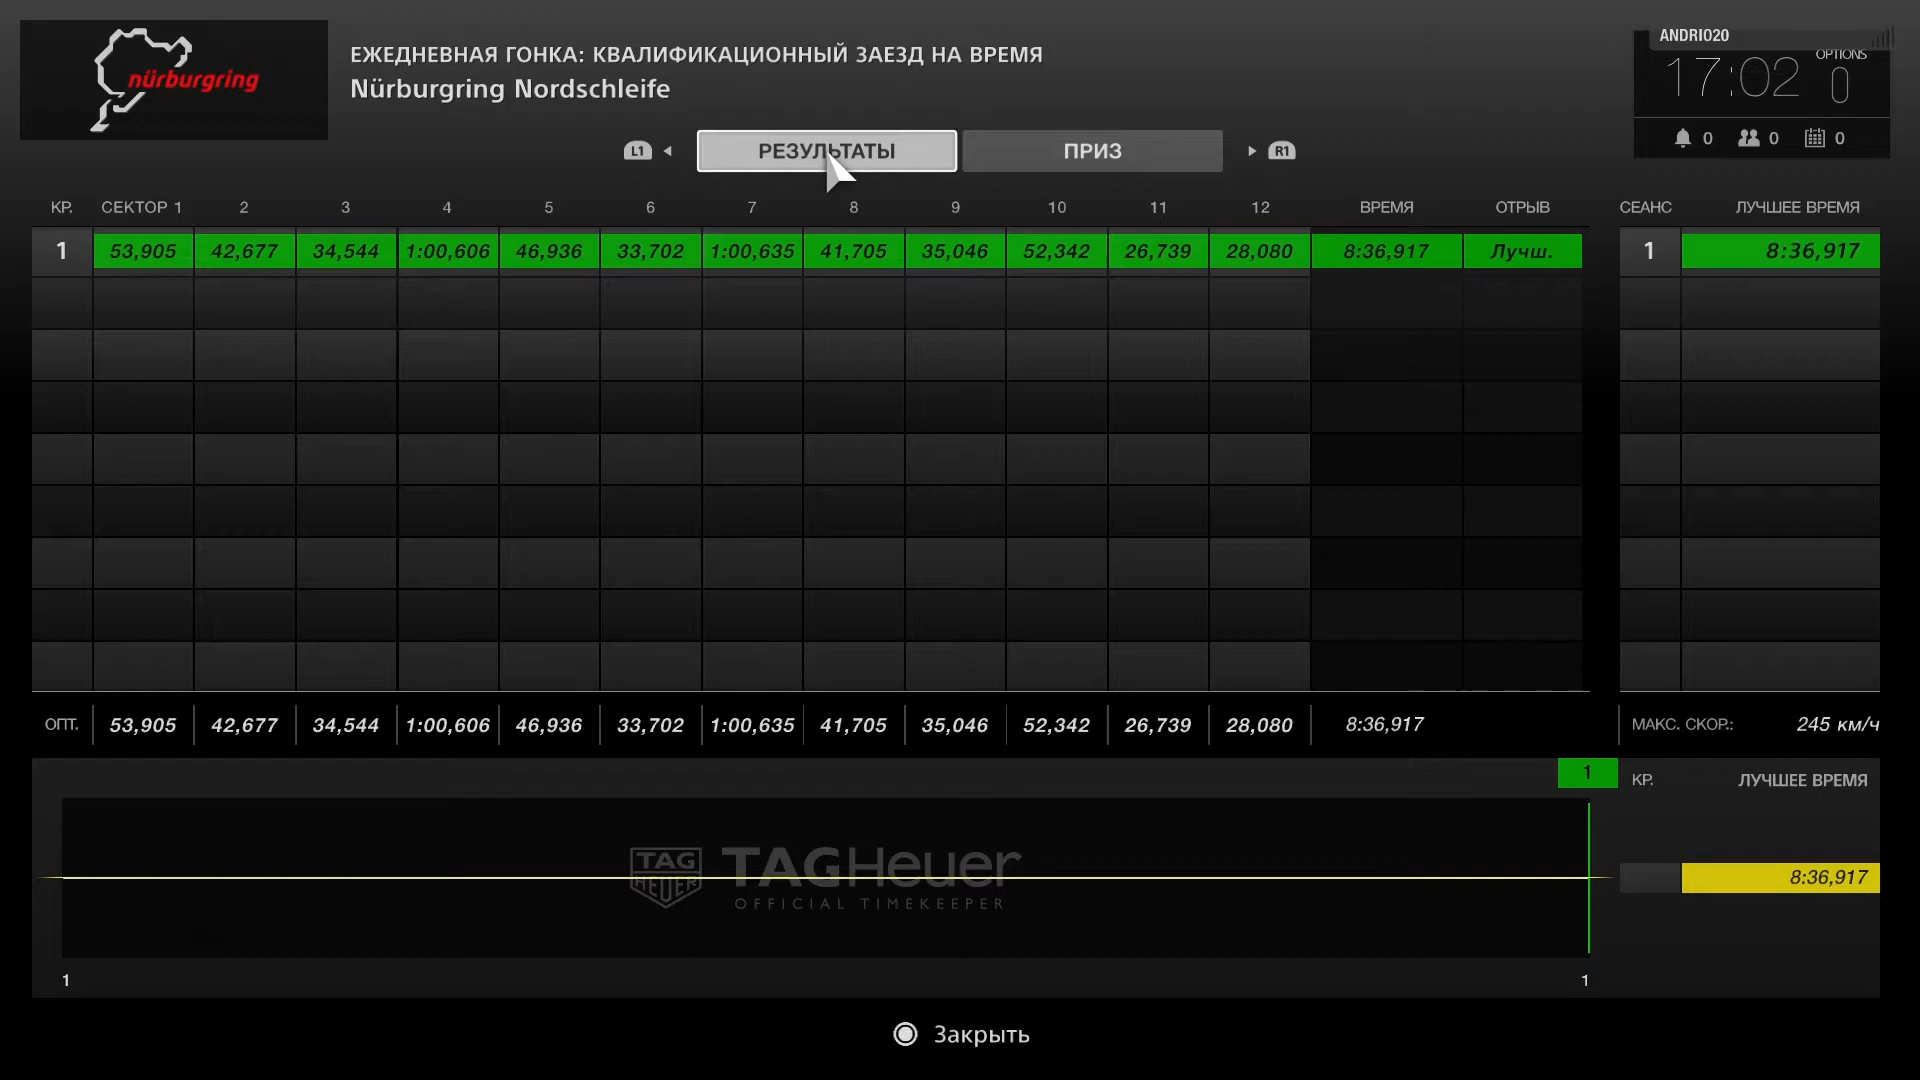 nürburgring
ЕЖЕДНЕВНАЯ ГОНКА: КВАЛИФИКАЦИОННЫЙ ЗАЕЗД НА ВРЕМЯ
Nürburgring Nordschleife
ANDRIO20
17:02
OPTIONS
0 0 0
L1 РЕЗУЛЬТАТЫ ПРИЗ R1
КР. СЕКТОР 1 2 3 4 5 6 7 8 9 10 11 12 ВРЕМЯ ОТРЫВ СЕАНС ЛУЧШЕЕ ВРЕМЯ
1 53,905 42,677 34,544 1:00,606 46,936 33,702 1:00,635 41,705 35,046 52,342 26,739 28,080 8:36,917 Лучш. 1 8:36,917
ОПТ. 53,905 42,677 34,544 1:00,606 46,936 33,702 1:00,635 41,705 35,046 52,342 26,739 28,080 8:36,917 МАКС. СКОР.: 245 км/ч
1 КР. ЛУЧШЕЕ ВРЕМЯ
TAG HEUER
TAGHeuer
OFFICIAL TIMEKEEPER
8:36,917
1 1
Закрыть